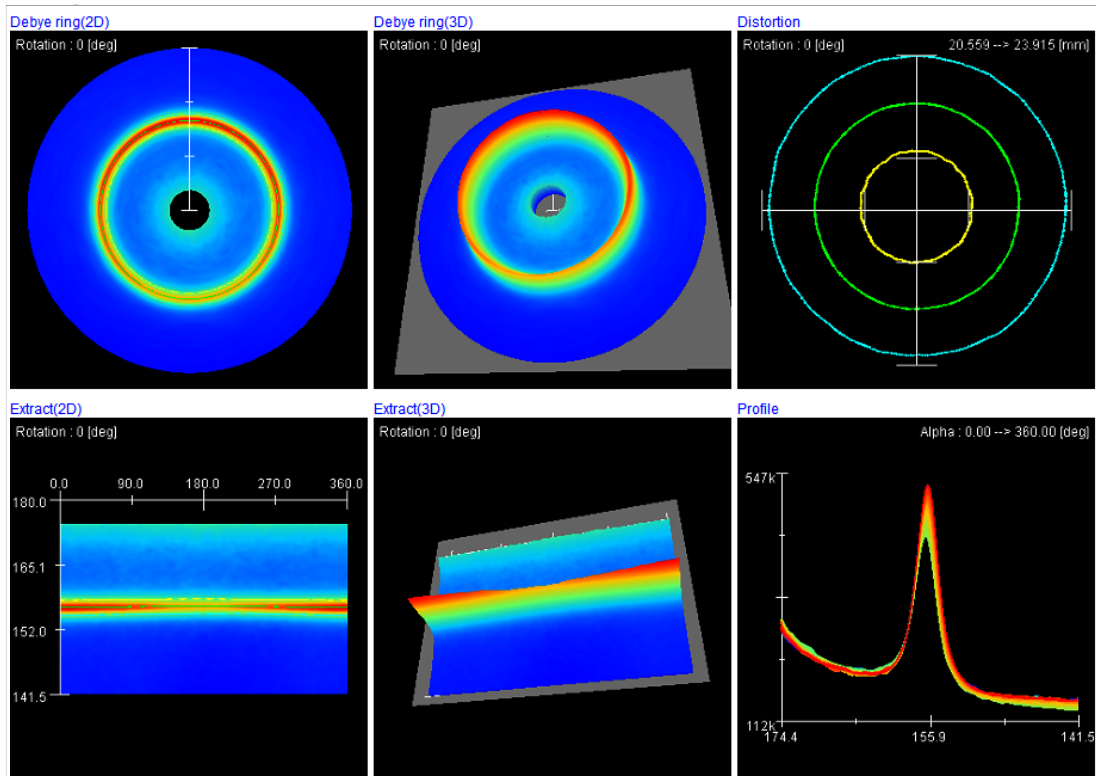 Debye ring(2D)
Rotation : 0 [deg]
Debye ring(3D)
Rotation : 0 [deg]
Distortion
Rotation : 0 [deg]
20.559 --> 23.915 [mm]
Extract(2D)
Rotation : 0 [deg]
0.0 90.0 180.0 270.0 360.0
180.0
165.1
152.0
141.5
Extract(3D)
Rotation : 0 [deg]
Profile
Alpha : 0.00 --> 360.00 [deg]
547k
112k
174.4 155.9 141.5